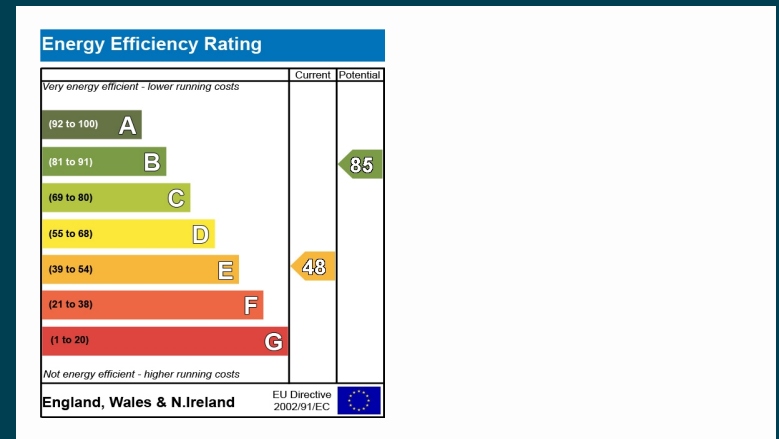 Energy Efficiency Rating
Current Potential
Very energy efficient - lower running costs
(92 to 100) A
(81 to 91) B
85
(69 to 80) C
(55 to 68) D
(39 to 54) E
48
(21 to 38) F
(1 to 20) G
Not energy efficient - higher running costs
England, Wales & N.Ireland
EU Directive
2002/91/EC